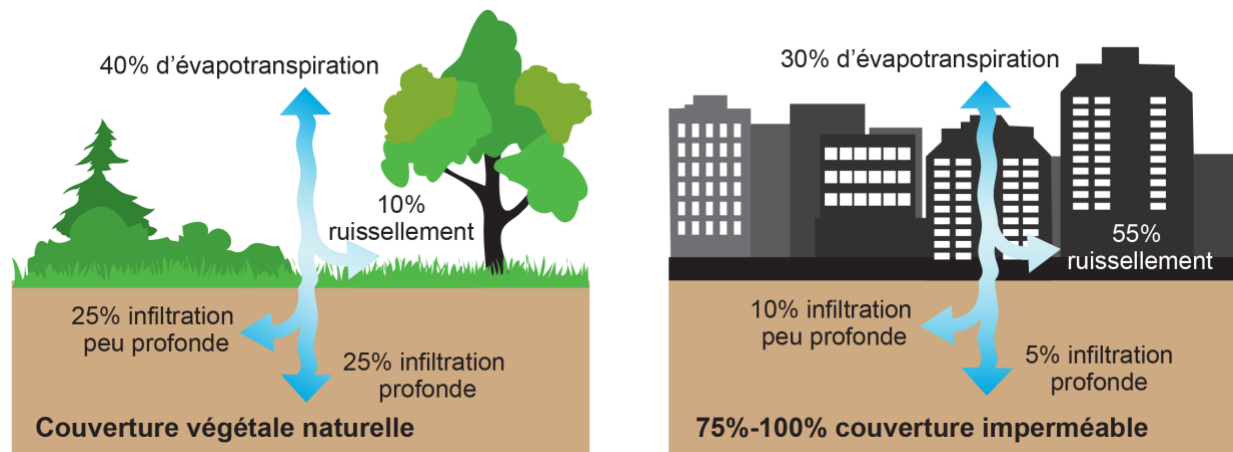 40% d'évapotranspiration
10%
ruissellement
25% infiltration
peu profonde
25% infiltration
profonde
Couverture végétale naturelle
30% d'évapotranspiration
55%
ruissellement
10% infiltration
peu profonde
5% infiltration
profonde
75%-100% couverture imperméable